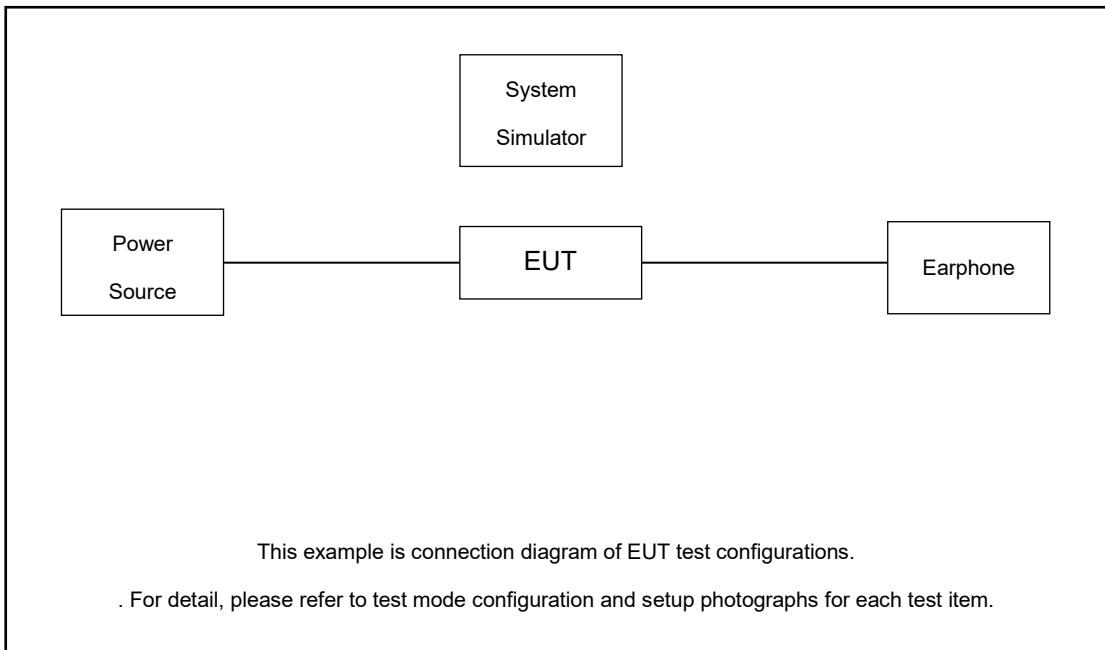 System
Simulator
Power
Source
EUT
Earphone
This example is connection diagram of EUT test configurations.
. For detail, please refer to test mode configuration and setup photographs for each test item.